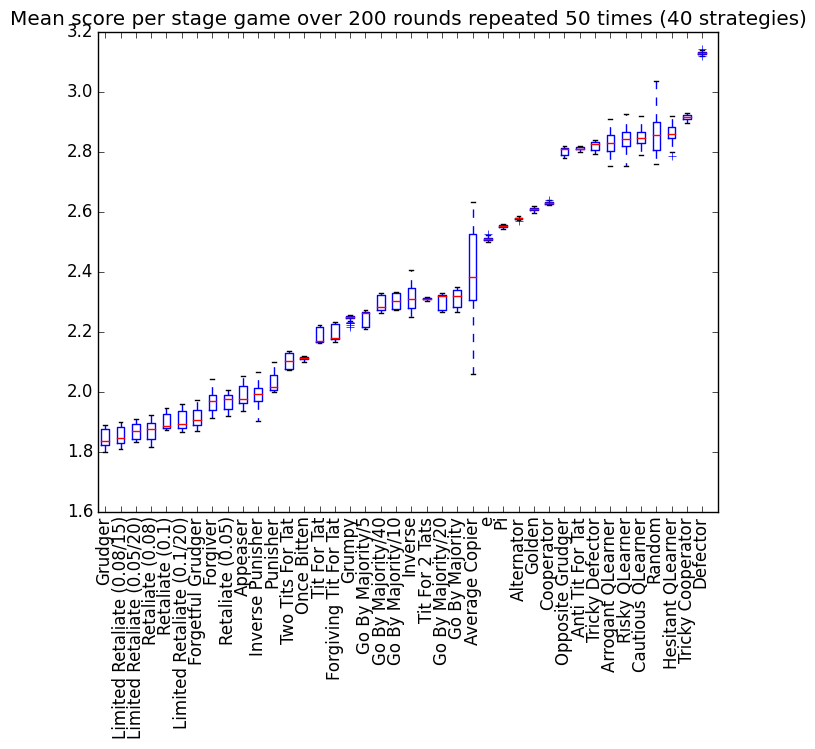 Mean score per stage game over 200 rounds repeated 50 times (40 strategies)
3.2
3.0
2.8
2.6
2.4
2.2
2.0
1.8
1.6
Grudger
Limited Retaliate (0.08/15)
Limited Retaliate (0.05/20)
Retaliate (0.08)
Retaliate (0.1)
Limited Retaliate (0.1/20)
Forgetful Grudger
Forgiver
Retaliate (0.05)
Appeaser
Inverse Punisher
Punisher
Two Tits For Tat
Once Bitten
Tit For Tat
Forgiving Tit For Tat
Grumpy
Go By Majority/5
Go By Majority/40
Go By Majority/10
Inverse
Tit For 2 Tats
Go By Majority/20
Go By Majority
Average Copier
e
Pi
Alternator
Golden
Cooperator
Opposite Grudger
Anti Tit For Tat
Tricky Defector
Arrogant QLearner
Risky QLearner
Cautious QLearner
Random
Hesitant QLearner
Tricky Cooperator
Defector